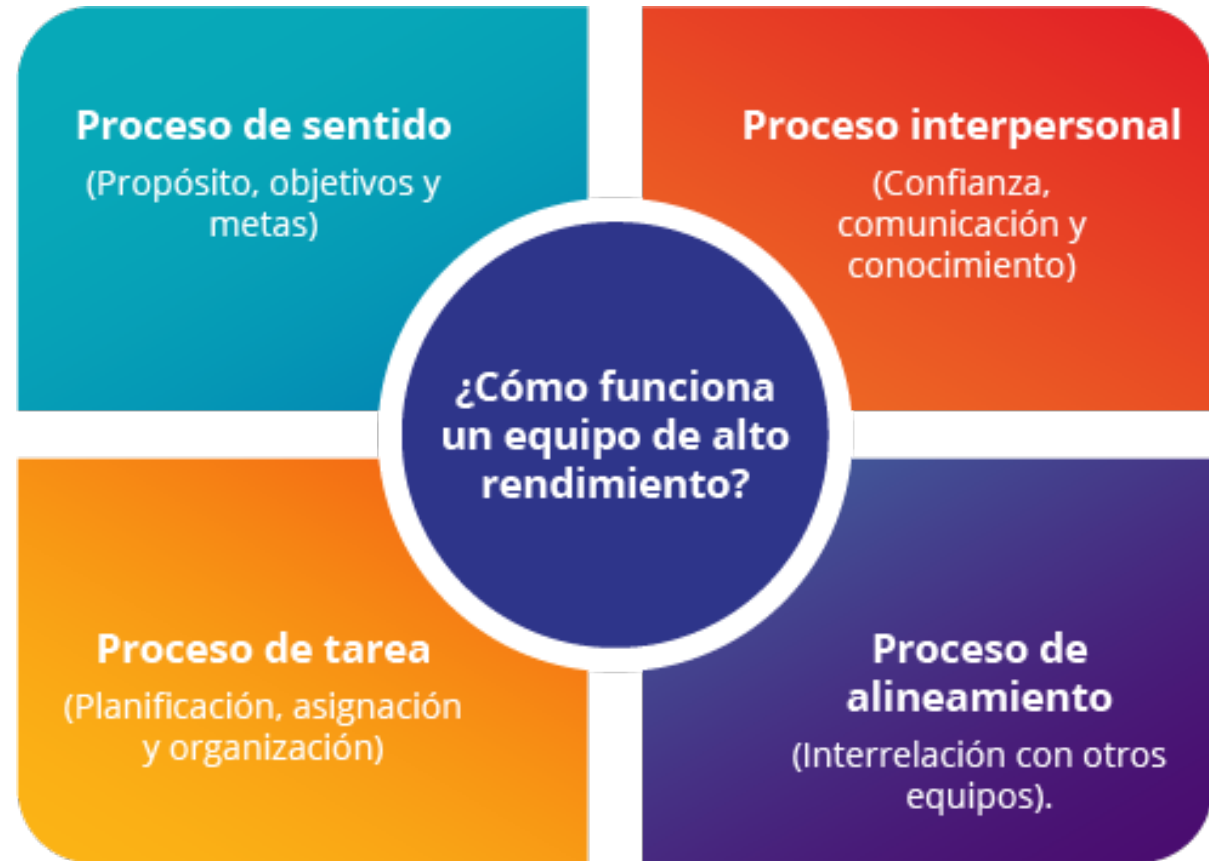 Proceso de sentido
(Propósito, objetivos y
metas)
Proceso interpersonal
(Confianza,
comunicación y
conocimiento)
¿Cómo funciona
un equipo de alto
rendimiento?
Proceso de tarea
(Planificación, asignación
y organización)
Proceso de
alineamiento
(Interrelación con otros
equipos).